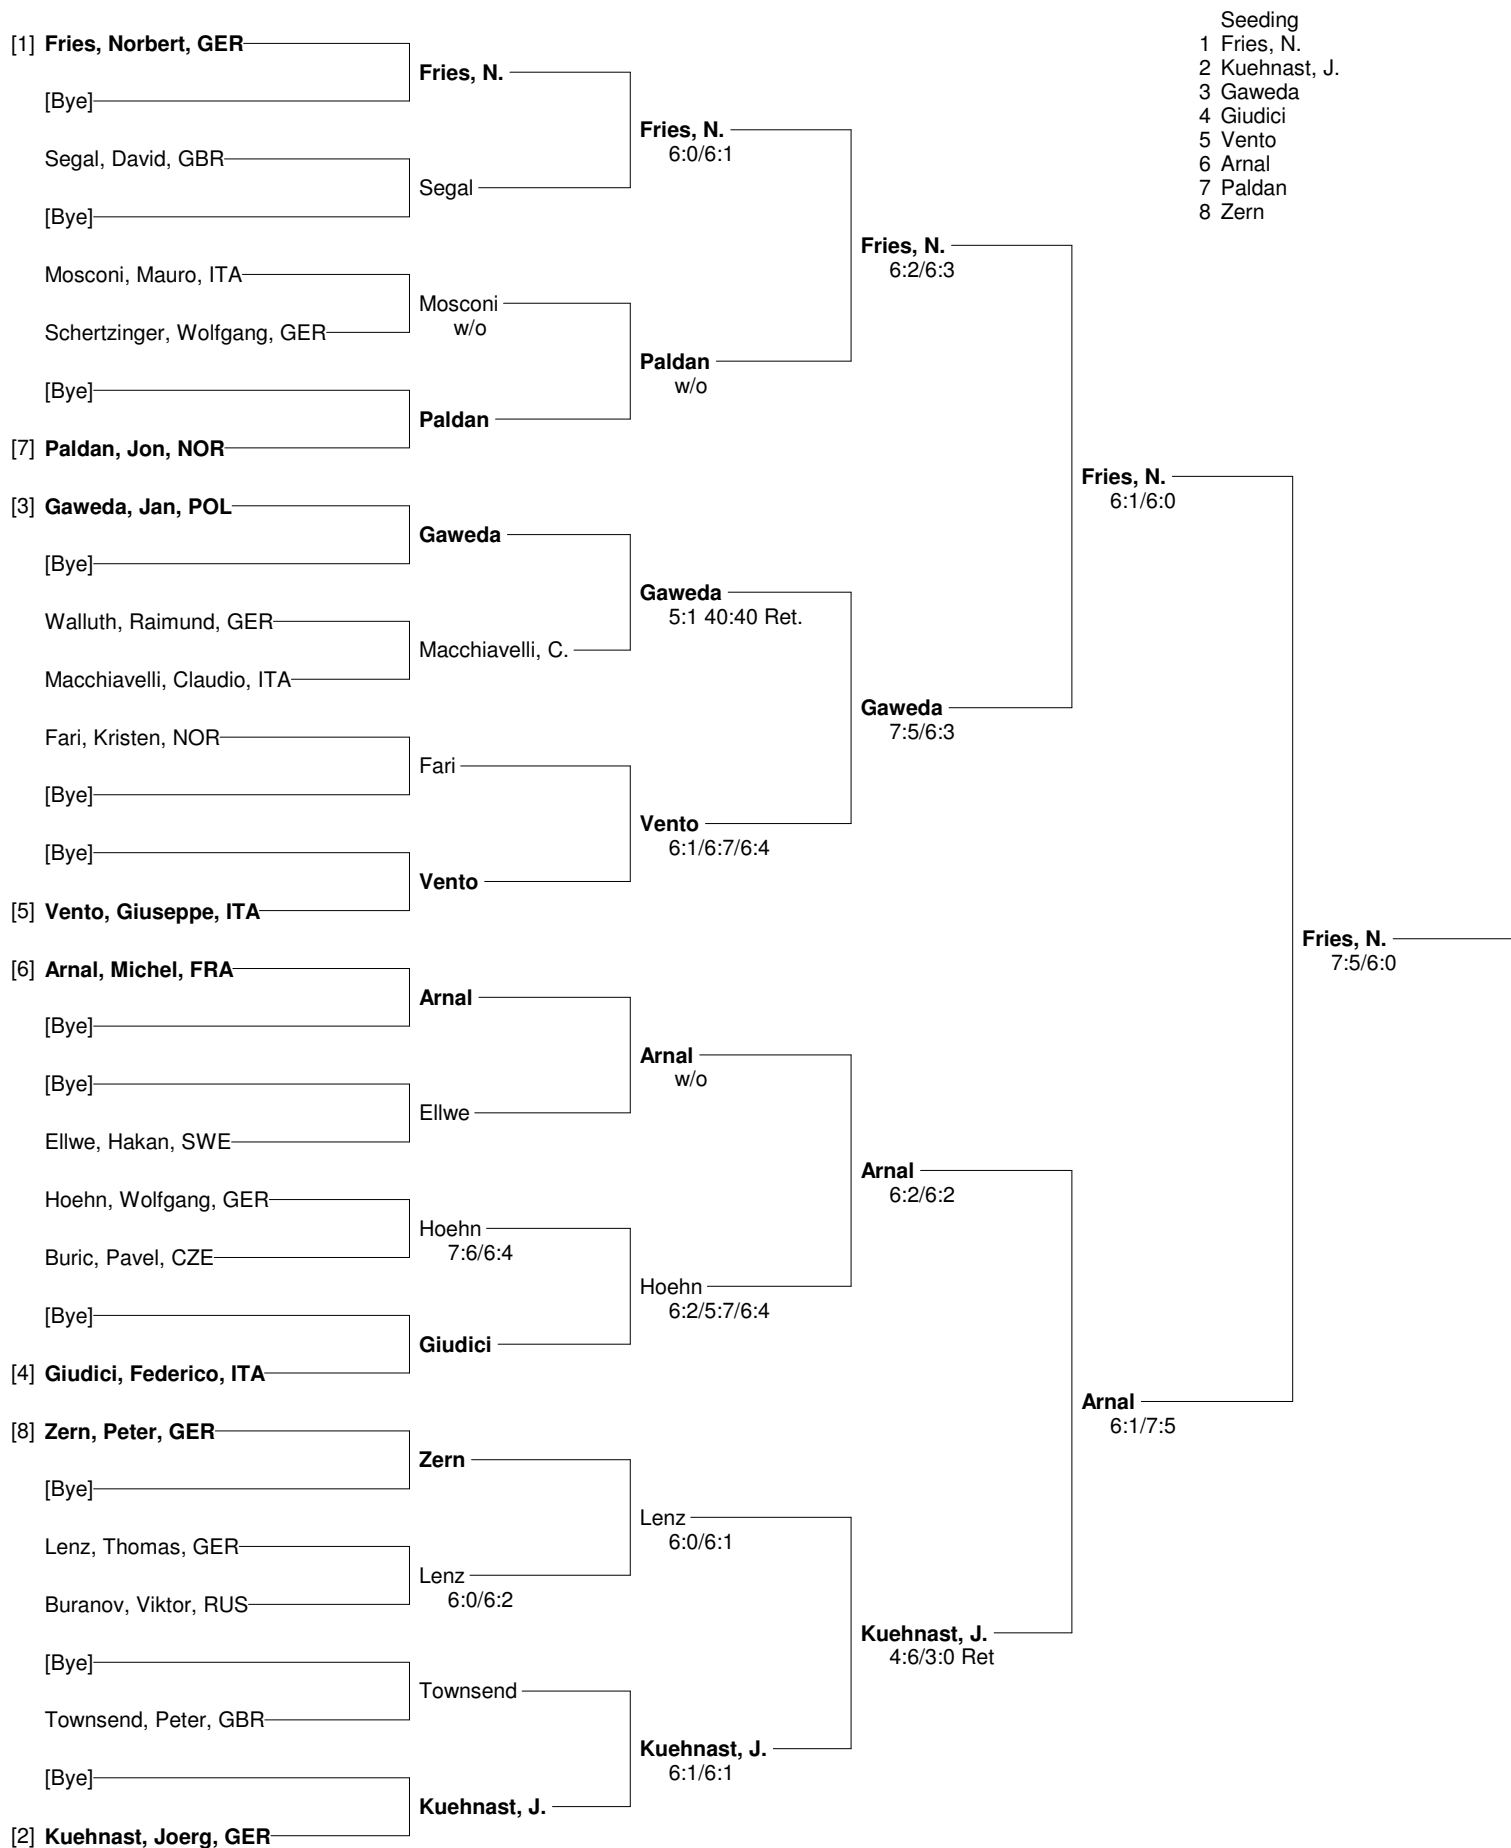 Seeding
1 Fries, N.
2 Kuehnast, J.
3 Gaweda
4 Giudici
5 Vento
6 Arnal
7 Paldan
8 Zern
[1] Fries, Norbert, GER
[Bye]
Segal, David, GBR
[Bye]
Mosconi, Mauro, ITA
Schertzinger, Wolfgang, GER
[Bye]
[7] Paldan, Jon, NOR
[3] Gaweda, Jan, POL
[Bye]
Walluth, Raimund, GER
Macchiavelli, Claudio, ITA
Fari, Kristen, NOR
[Bye]
[Bye]
[5] Vento, Giuseppe, ITA
[6] Arnal, Michel, FRA
[Bye]
[Bye]
Ellwe, Hakan, SWE
Hoehn, Wolfgang, GER
Buric, Pavel, CZE
[Bye]
[4] Giudici, Federico, ITA
[8] Zern, Peter, GER
[Bye]
Lenz, Thomas, GER
Buranov, Viktor, RUS
[Bye]
Townsend, Peter, GBR
[Bye]
[2] Kuehnast, Joerg, GER
Fries, N.
Segal
Mosconi
w/o
Paldan
Gaweda
Macchiavelli, C.
Fari
Vento
Arnal
Ellwe
Hoehn
7:6/6:4
Giudici
Zern
Lenz
6:0/6:2
Townsend
Kuehnast, J.
Fries, N.
6:0/6:1
Paldan
w/o
Gaweda
5:1 40:40 Ret.
Vento
6:1/6:7/6:4
Arnal
w/o
Hoehn
6:2/5:7/6:4
Lenz
6:0/6:1
Kuehnast, J.
6:1/6:1
Fries, N.
6:2/6:3
Gaweda
7:5/6:3
Arnal
6:2/6:2
Kuehnast, J.
4:6/3:0 Ret
Fries, N.
6:1/6:0
Arnal
6:1/7:5
Fries, N.
7:5/6:0